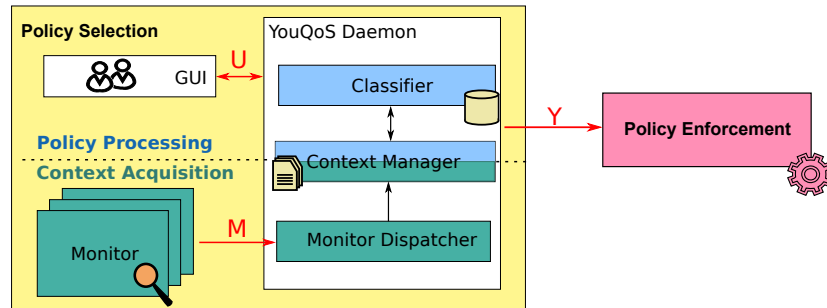 Policy Selection
YouQoS Daemon
GUI
U
Classifier
Y
Policy Enforcement
Policy Processing
Context Manager
Context Acquisition
M
Monitor Dispatcher
Monitor